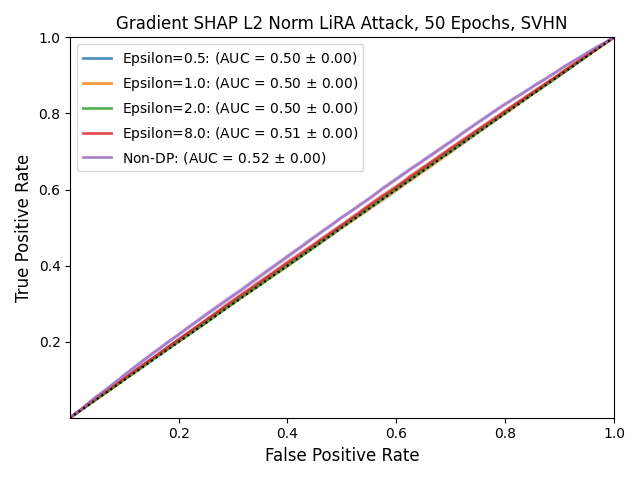 Gradient SHAP L2 Norm LiRA Attack, 50 Epochs, SVHN
1.0
Epsilon=0.5: (AUC = 0.50 ± 0.00)
Epsilon=1.0: (AUC = 0.50 ± 0.00)
Epsilon=2.0: (AUC = 0.50 ± 0.00)
Epsilon=8.0: (AUC = 0.51 ± 0.00)
Non-DP: (AUC = 0.52 ± 0.00)
0.8
0.6
0.4
0.2
True Positive Rate
0.2 0.4 0.6 0.8 1.0
False Positive Rate